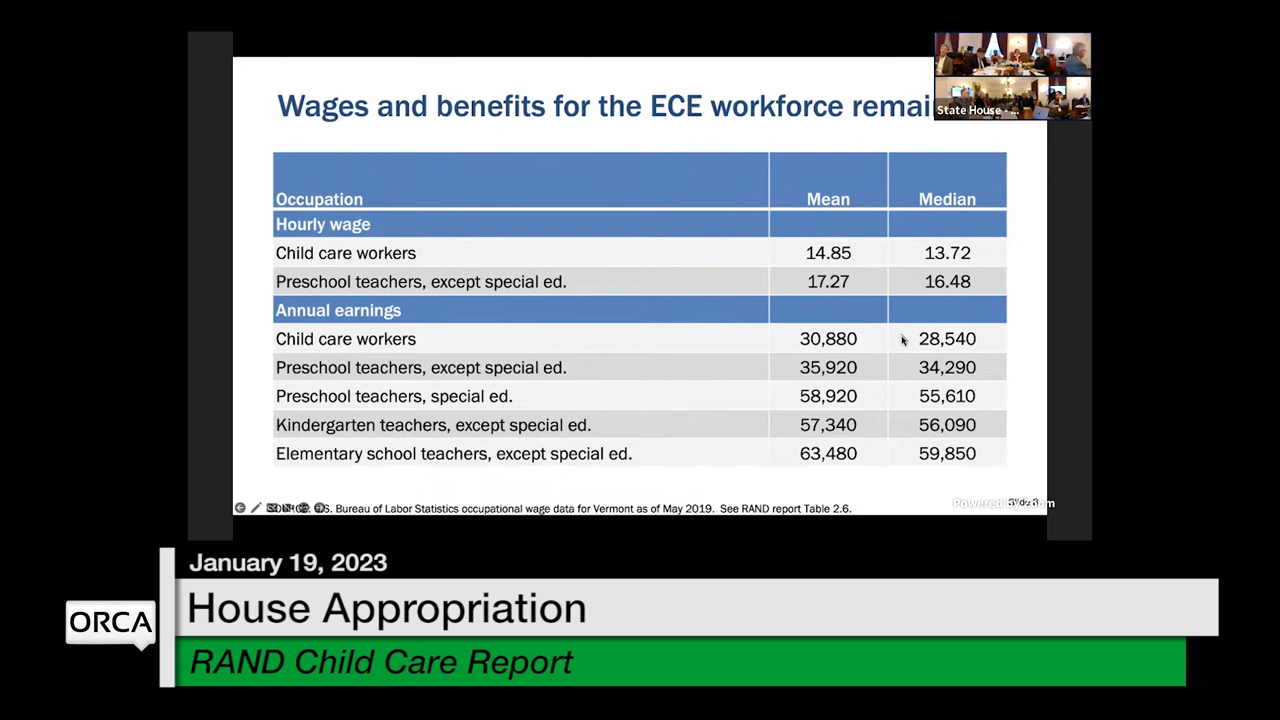 Wages and benefits for the ECE workforce
State House - ...
Occupation Mean Median
Hourly wage
Child care workers 14.85 13.72
Preschool teachers, except special ed. 17.27 16.48
Annual earnings
Child care workers 30,880 28,540
Preschool teachers, except special ed. 35,920 34,290
Preschool teachers, special ed. 58,920 55,610
Kindergarten teachers, except special ed. 57,340 56,090
Elementary school teachers, except special ed. 63,480 59,850
Bureau of Labor Statistics occupational wage data for Vermont as of May 2019. See RAND report Table 2.6.
Powered by
January 19, 2023
House Appropriation
ORCA
RAND Child Care Report